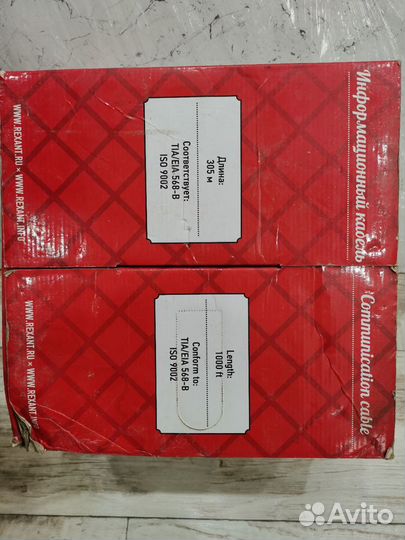 Информационный кабель
Длина:
305 м
Соответствует:
TIA/EIA 568-B
ISO 9002
WWW.REXANT.RU × WWW.REXANT.INFO
Communication cable
Length:
1000 ft
Conform to:
TIA/EIA 568-B
ISO 9002
WWW.REXANT.RU × WWW.REXANT.INFO
Avito